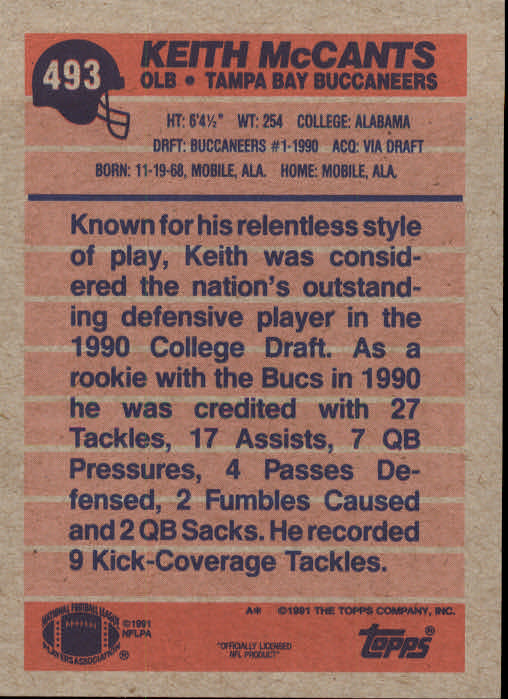 493
KEITH McCANTS
OLB • TAMPA BAY BUCCANEERS
HT: 6'4½" WT: 254 COLLEGE: ALABAMA
DRFT: BUCCANEERS #1-1990 ACQ: VIA DRAFT
BORN: 11-19-68, MOBILE, ALA. HOME: MOBILE, ALA.
Known for his relentless style
of play, Keith was consid-
ered the nation's outstand-
ing defensive player in the
1990 College Draft. As a
rookie with the Bucs in 1990
he was credited with 27
Tackles, 17 Assists, 7 QB
Pressures, 4 Passes De-
fensed, 2 Fumbles Caused
and 2 QB Sacks. He recorded
9 Kick-Coverage Tackles.
A* ©1991 THE TOPPS COMPANY, INC.
NATIONAL FOOTBALL LEAGUE
PLAYERS ASSOCIATION ®
©1991
NFLPA
"OFFICIALLY LICENSED
NFL PRODUCT"
topps®